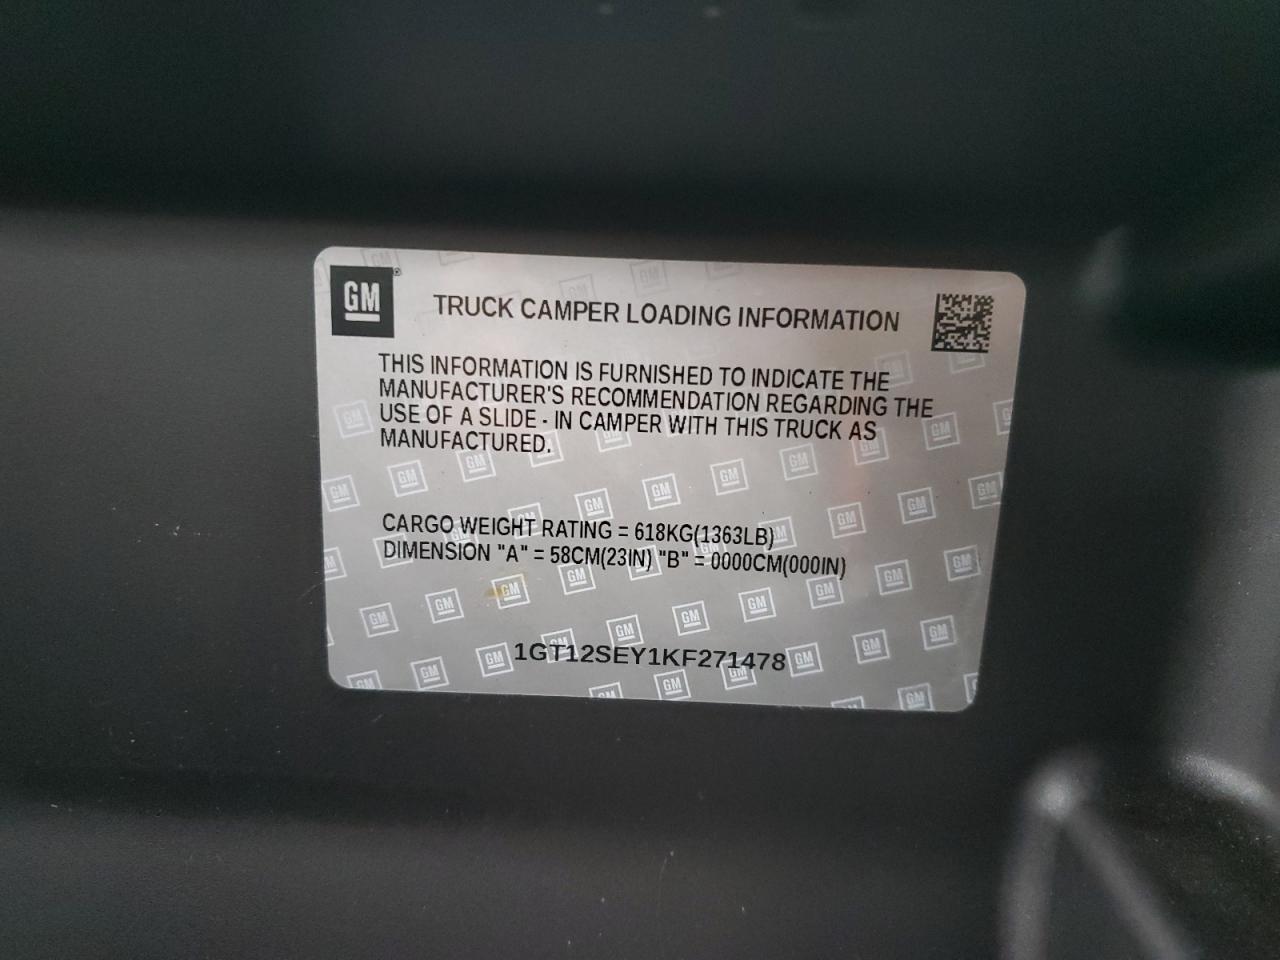 GM
TRUCK CAMPER LOADING INFORMATION
THIS INFORMATION IS FURNISHED TO INDICATE THE
MANUFACTURER'S RECOMMENDATION REGARDING THE
USE OF A SLIDE - IN CAMPER WITH THIS TRUCK AS
MANUFACTURED.
CARGO WEIGHT RATING = 618KG(1363LB)
DIMENSION "A" = 58CM(23IN) "B" = 0000CM(000IN)
1GT12SEY1KF271478